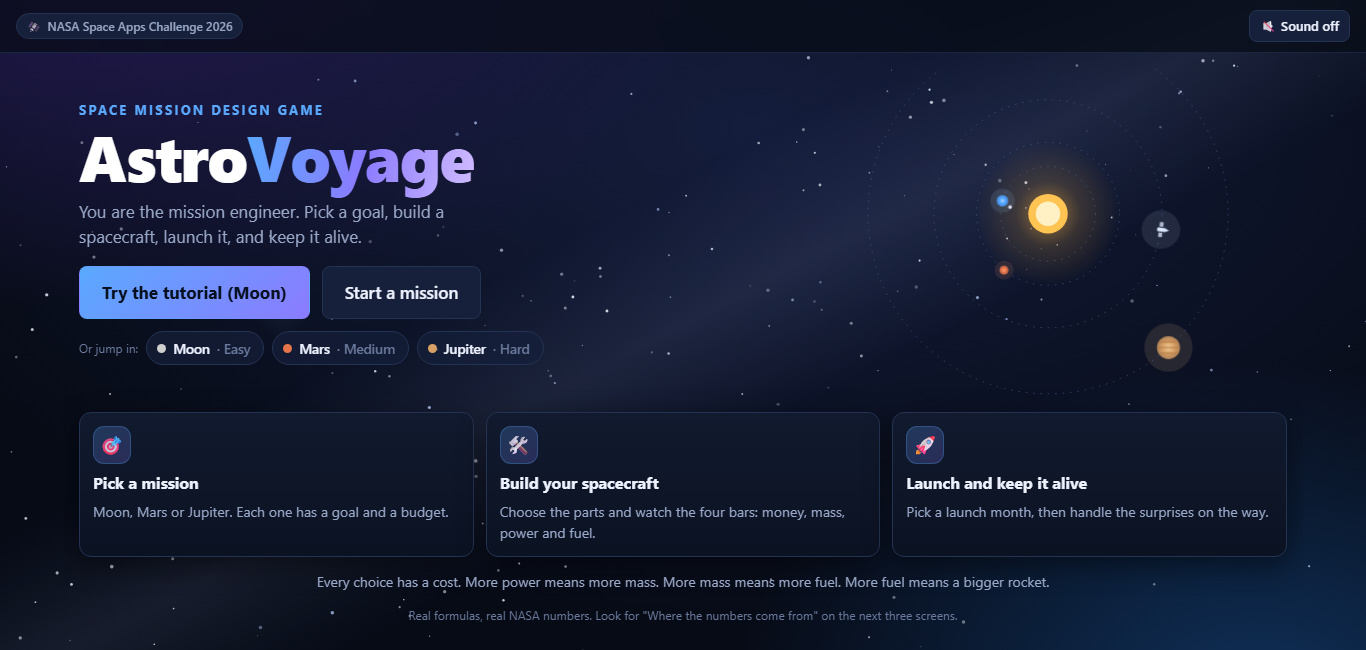 NASA Space Apps Challenge 2026
Sound off
SPACE MISSION DESIGN GAME
AstroVoyage
You are the mission engineer. Pick a goal, build a
spacecraft, launch it, and keep it alive.
Try the tutorial (Moon)
Start a mission
Or jump in:
Moon · Easy
Mars · Medium
Jupiter · Hard
Pick a mission
Moon, Mars or Jupiter. Each one has a goal and a budget.
Build your spacecraft
Choose the parts and watch the four bars: money, mass,
power and fuel.
Launch and keep it alive
Pick a launch month, then handle the surprises on the way.
Every choice has a cost. More power means more mass. More mass means more fuel. More fuel means a bigger rocket.
Real formulas, real NASA numbers. Look for "Where the numbers come from" on the next three screens.